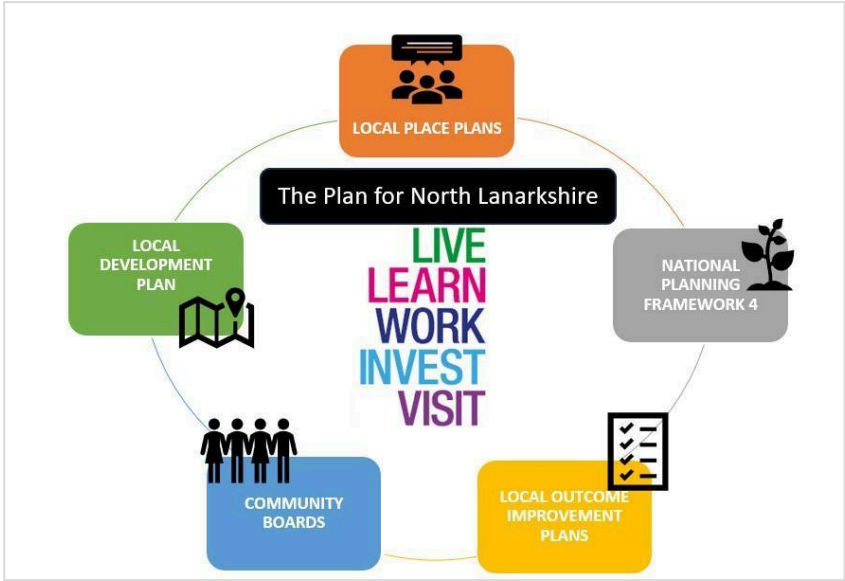 LOCAL PLACE PLANS
The Plan for North Lanarkshire
LIVE
LEARN
WORK
INVEST
VISIT
LOCAL
DEVELOPMENT
PLAN
NATIONAL
PLANNING
FRAMEWORK 4
COMMUNITY
BOARDS
LOCAL OUTCOME
IMPROVEMENT
PLANS